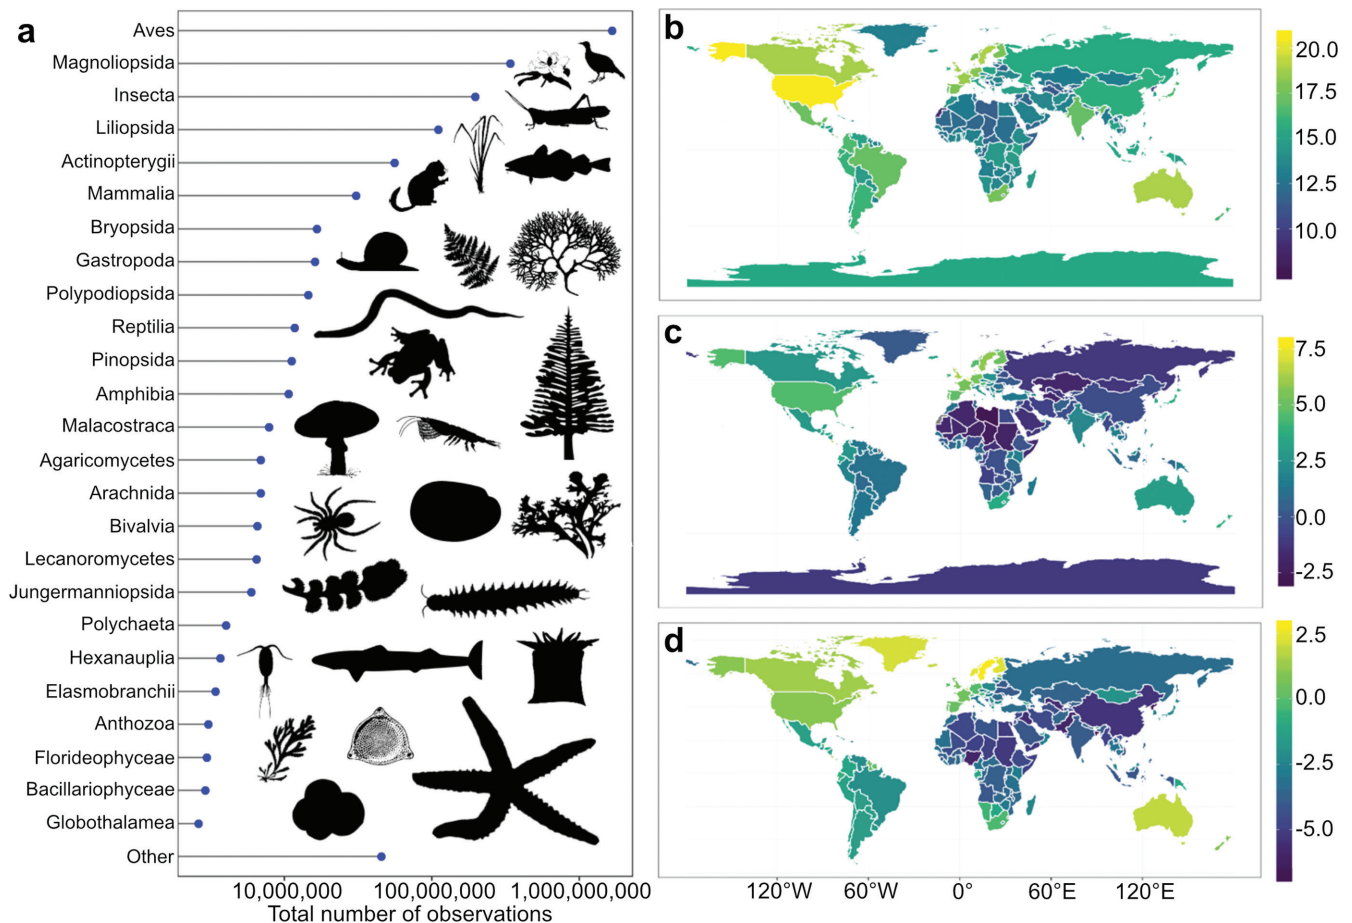 a
Aves
Magnoliopsida
Insecta
Liliopsida
Actinopterygii
Mammalia
Bryopsida
Gastropoda
Polypodiopsida
Reptilia
Pinopsida
Amphibia
Malacostraca
Agaricomycetes
Arachnida
Bivalvia
Lecanoromycetes
Jungermanniopsida
Polychaeta
Hexanauplia
Elasmobranchii
Anthozoa
Florideophyceae
Bacillariophyceae
Globothalamea
Other
10,000,000 100,000,000 1,000,000,000
Total number of observations
b
20.0
17.5
15.0
12.5
10.0
c
7.5
5.0
2.5
0.0
-2.5
d
2.5
0.0
-2.5
-5.0
120°W 60°W 0° 60°E 120°E